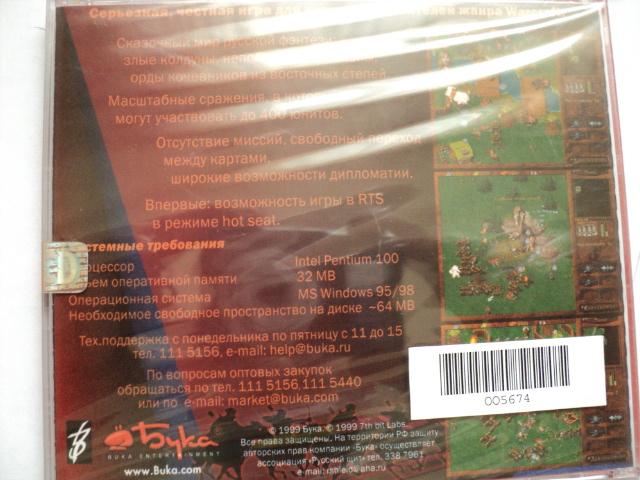 Серьезная, честная игра для
жанра
Сказочный мир русской фэнтези:
злые колдуны,
орды кочевников из восточных степей.
Масштабные сражения, в
могут участвовать до 400 юнитов.
Отсутствие миссий, свободный переход
между картами,
широкие возможности дипломатии.
Впервые: возможность игры в RTS
в режиме hot seat.
требования
Intel Pentium 100
оперативной памяти 32 MB
Операционная система MS Windows 95/98
Необходимое свободное пространство на диске ~64 MB
Тех.поддержка с понедельника по пятницу с 11 до 15
тел. 111 5156, e-mail: help@buka.ru
По вопросам оптовых закупок
обращаться по тел. 111 5156,111 5440
или по e-mail: market@buka.com
005674
Бука
BUKA ENTERTAINMENT
www.Buka.com
© 1999 Бука. © 1999 7th bit Labs.
Все права защищены. На территории РФ защиту
авторских прав компании «Бука» осуществляет
ассоциация «Русский щит» тел. 338 7961